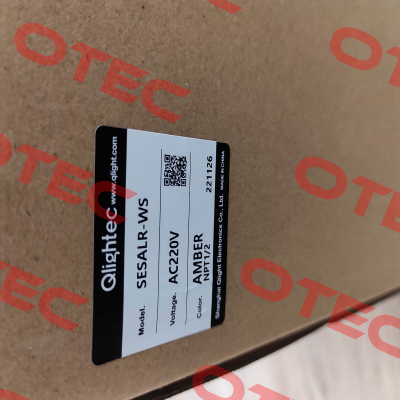 Qlightec www.qlight.com
Model. SESALR-WS
Voltage. AC220V
Color. AMBER
NPT1/2
221126
Shanghai Qlight Electronics Co., Ltd. MADE IN CHINA
OTEC
OTEC
OTEC
OTEC
OTEC
OTEC